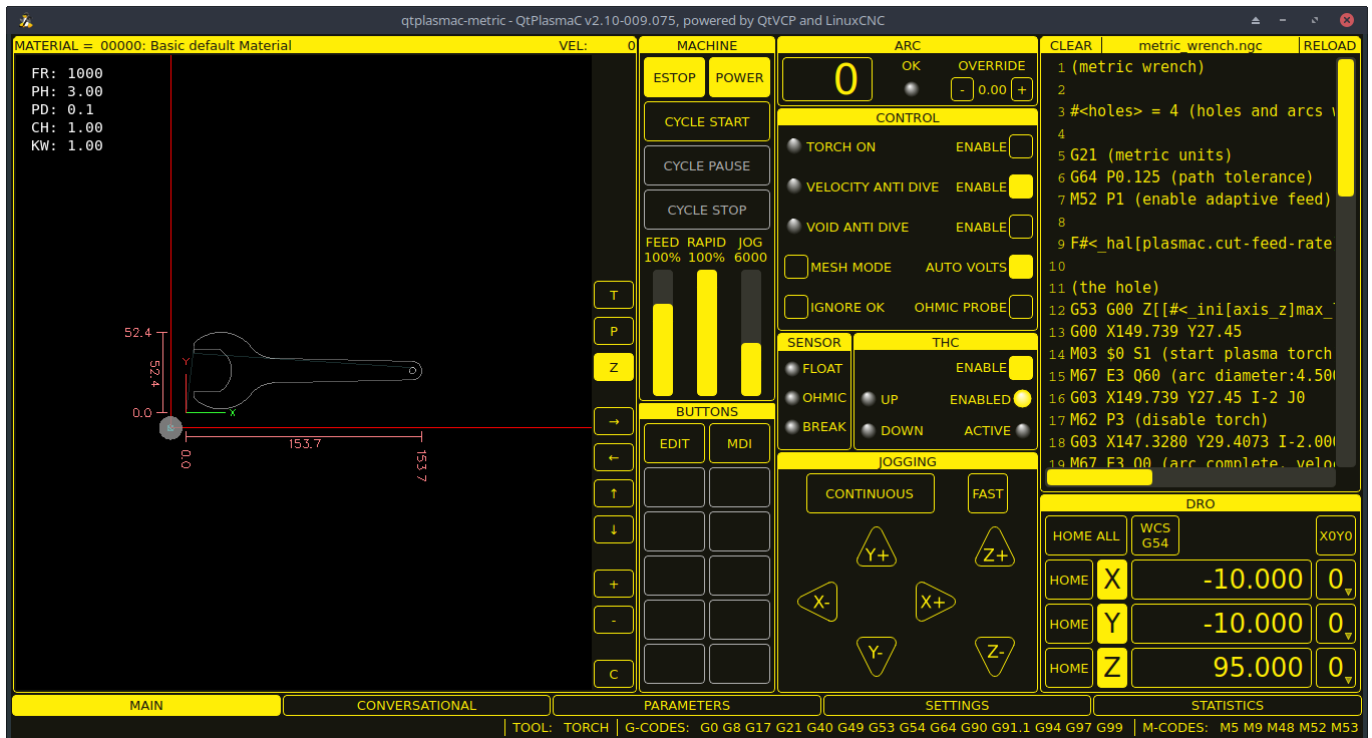 qtplasmac-metric - QtPlasmaC v2.10-009.075, powered by QtVCP and LinuxCNC
MATERIAL = 00000: Basic default Material VEL: 0
FR: 1000
PH: 3.00
PD: 0.1
CH: 1.00
KW: 1.00
52.4
52.4
0.0
Y
X
153.7
0.0
153.7
T
P
Z
→
←
↑
↓
+
-
C
MACHINE
ESTOP POWER
CYCLE START
CYCLE PAUSE
CYCLE STOP
FEED RAPID JOG
100% 100% 6000
BUTTONS
EDIT MDI
ARC
0 OK OVERRIDE
- 0.00 +
CONTROL
TORCH ON ENABLE
VELOCITY ANTI DIVE ENABLE
VOID ANTI DIVE ENABLE
MESH MODE AUTO VOLTS
IGNORE OK OHMIC PROBE
SENSOR
FLOAT
OHMIC
BREAK
THC
ENABLE
UP ENABLED
DOWN ACTIVE
JOGGING
CONTINUOUS FAST
Y+ Z+
X- X+
Y- Z-
CLEAR metric_wrench.ngc RELOAD
1 (metric wrench)
2
3 #<holes> = 4 (holes and arcs
4
5 G21 (metric units)
6 G64 P0.125 (path tolerance)
7 M52 P1 (enable adaptive feed)
8
9 F#<_hal[plasmac.cut-feed-rate
10
11 (the hole)
12 G53 G00 Z[[#<_ini[axis_z]max_
13 G00 X149.739 Y27.45
14 M03 $0 S1 (start plasma torch
15 M67 E3 Q60 (arc diameter:4.500
16 G03 X149.739 Y27.45 I-2 J0
17 M62 P3 (disable torch)
18 G03 X147.3280 Y29.4073 I-2.000
19 M67 E3 Q0 (arc complete, velo
DRO
HOME ALL WCS G54 X0Y0
HOME X -10.000 0
HOME Y -10.000 0
HOME Z 95.000 0
MAIN CONVERSATIONAL PARAMETERS SETTINGS STATISTICS
TOOL: TORCH G-CODES: G0 G8 G17 G21 G40 G49 G53 G54 G64 G90 G91.1 G94 G97 G99 M-CODES: M5 M9 M48 M52 M53